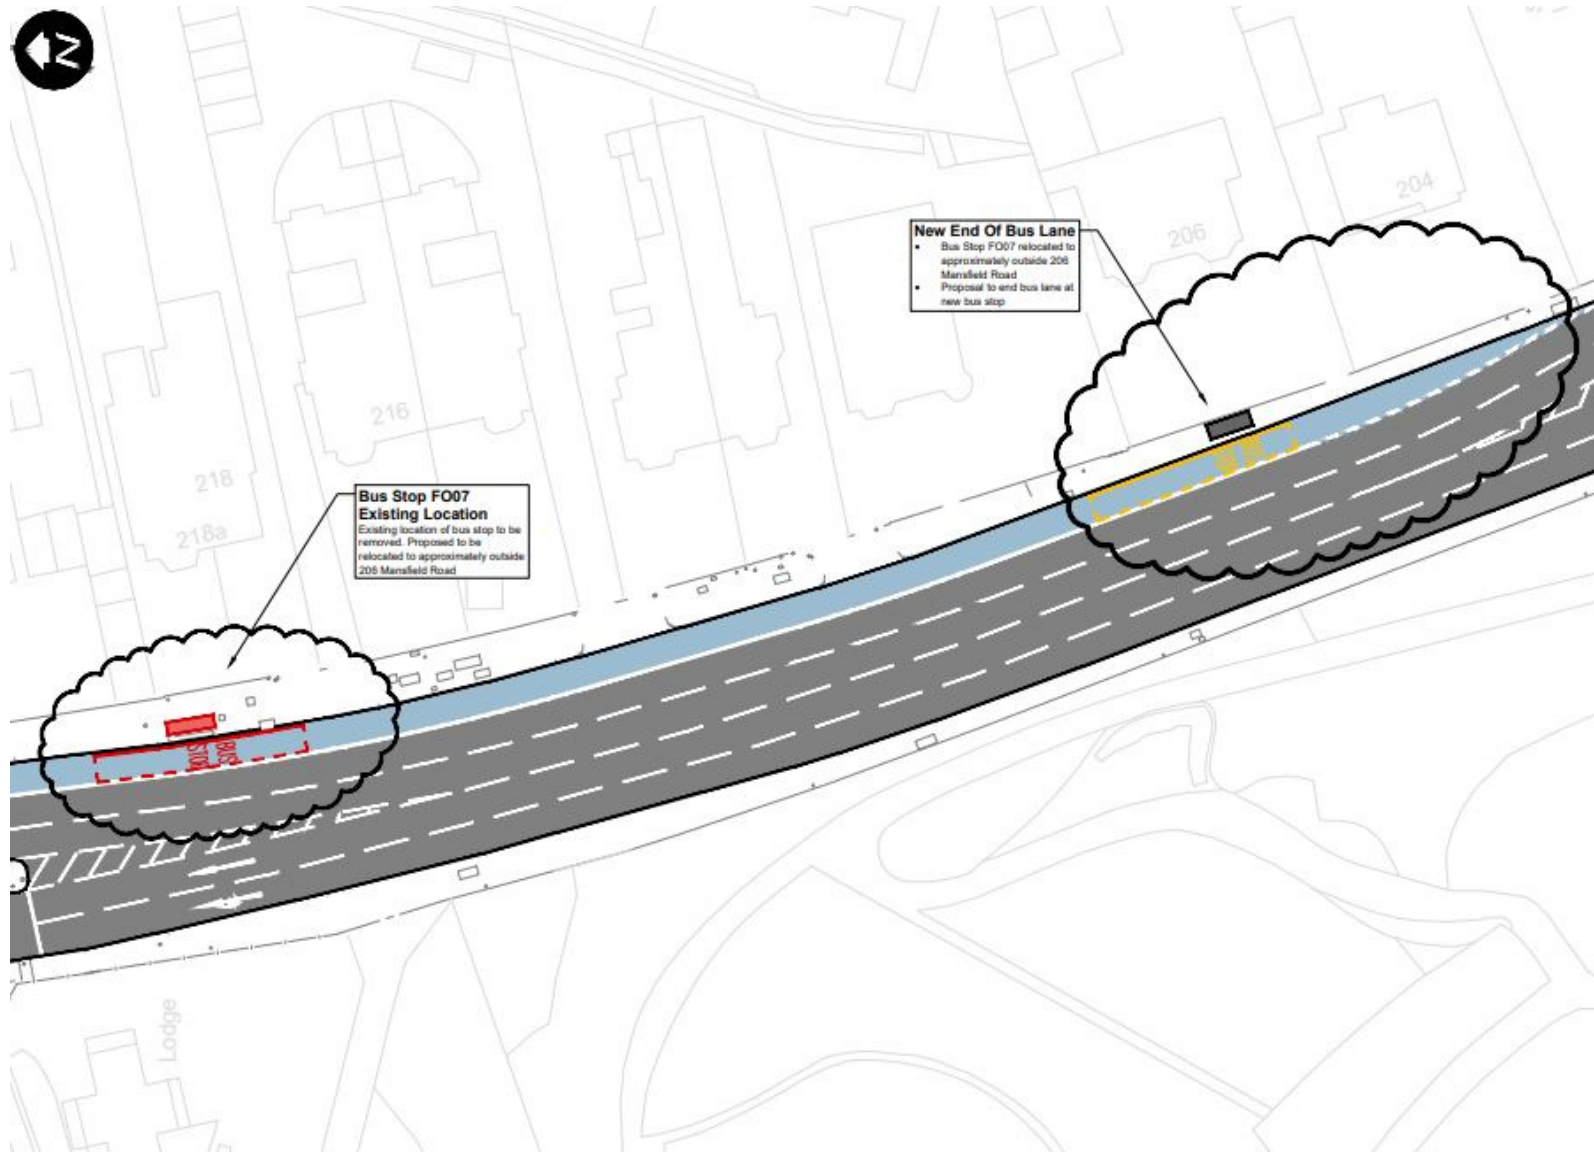 N
204
206
New End Of Bus Lane
• Bus Stop FO07 relocated to
approximately outside 206
Mansfield Road
• Proposal to end bus lane at
new bus stop
216
218
218a
Bus Stop FO07
Existing Location
Existing location of bus stop to be
removed. Proposed to be
relocated to approximately outside
206 Mansfield Road
BUS
STOP
Lodge